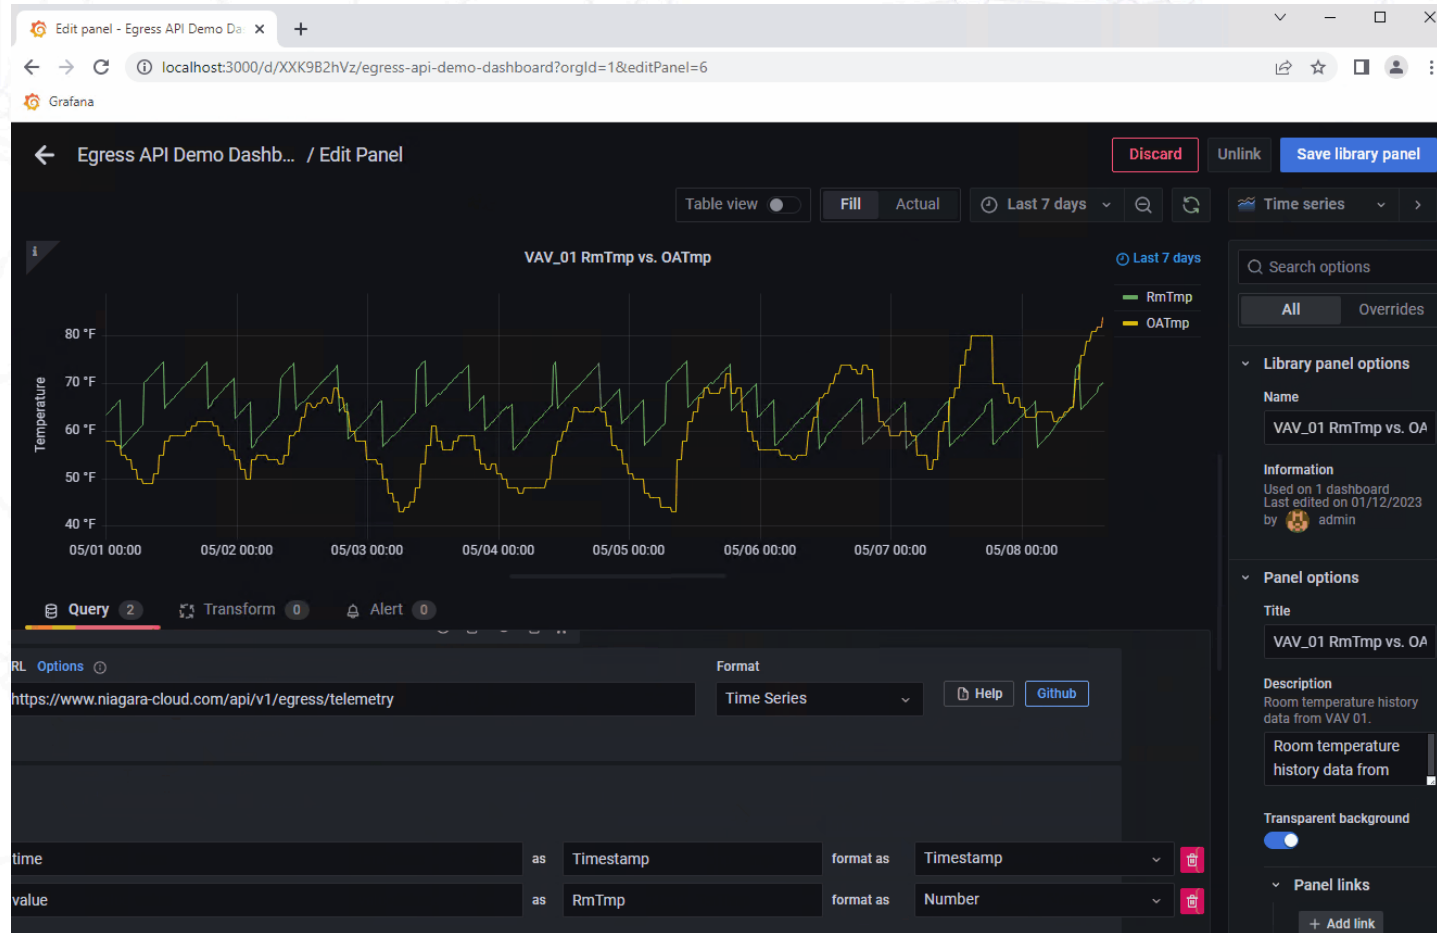 Edit panel - Egress API Demo Da
localhost:3000/d/XXK9B2hVz/egress-api-demo-dashboard?orgId=1&editPanel=6
Grafana
Egress API Demo Dashb... / Edit Panel
Discard
Unlink
Save library panel
Table view
Fill
Actual
Last 7 days
Time series
VAV_01 RmTmp vs. OATmp
Last 7 days
RmTmp
OATmp
Temperature
80 °F
70 °F
60 °F
50 °F
40 °F
05/01 00:00
05/02 00:00
05/03 00:00
05/04 00:00
05/05 00:00
05/06 00:00
05/07 00:00
05/08 00:00
Search options
All
Overrides
Library panel options
Name
VAV_01 RmTmp vs. OA
Information
Used on 1 dashboard
Last edited on 01/12/2023
by admin
Panel options
Title
VAV_01 RmTmp vs. OA
Description
Room temperature history
data from VAV 01.
Room temperature
history data from
Transparent background
Panel links
+ Add link
Query 2
Transform 0
Alert 0
RL Options
https://www.niagara-cloud.com/api/v1/egress/telemetry
Format
Time Series
Help
Github
time as Timestamp format as Timestamp
value as RmTmp format as Number